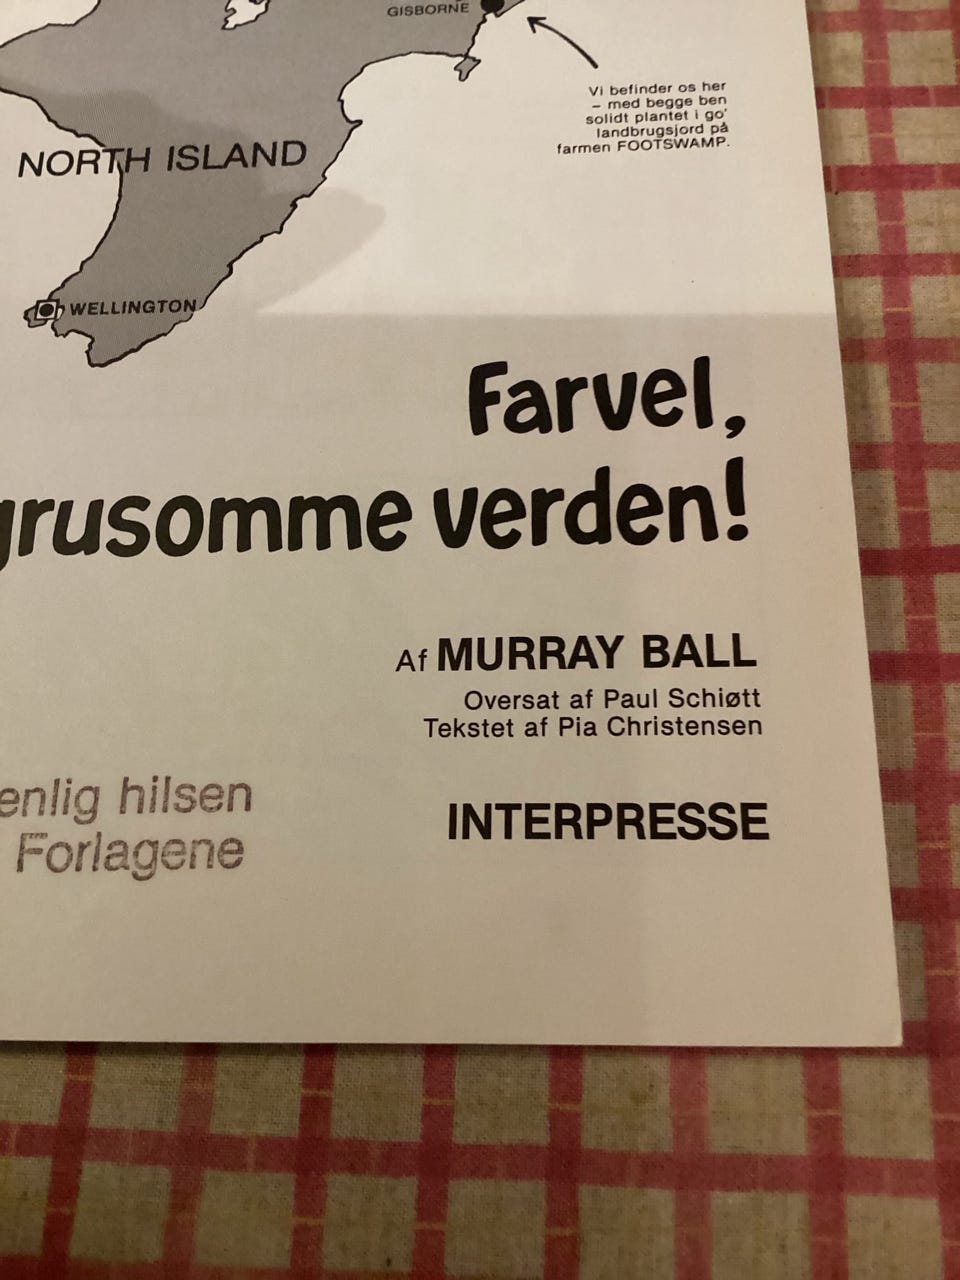 GISBORNE
Vi befinder os her
– med begge ben
solidt plantet i go'
landbrugsjord på
farmen FOOTSWAMP.
NORTH ISLAND
WELLINGTON
Farvel,
grusomme verden!
Af MURRAY BALL
Oversat af Paul Schiøtt
Tekstet af Pia Christensen
enlig hilsen
Forlagene
INTERPRESSE